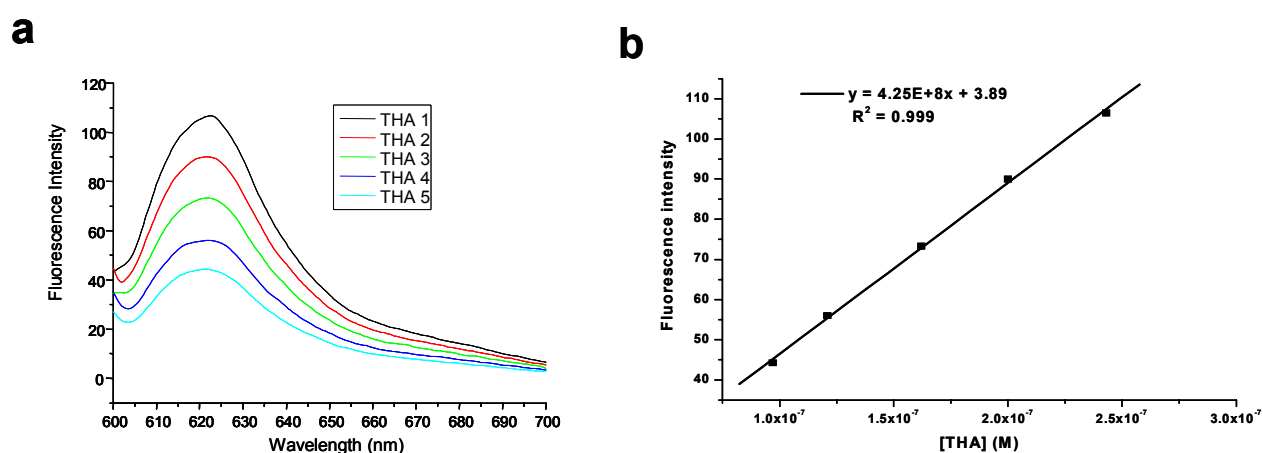 a
120
100
80
60
40
20
0
Fluorescence Intensity
THA 1
THA 2
THA 3
THA 4
THA 5
600 610 620 630 640 650 660 670 680 690 700
Wavelength (nm)
b
110
100
90
80
70
60
50
40
Fluorescence intensity
y = 4.25E+8x + 3.89
R² = 0.999
1.0x10⁻⁷ 1.5x10⁻⁷ 2.0x10⁻⁷ 2.5x10⁻⁷ 3.0x10⁻⁷
[THA] (M)